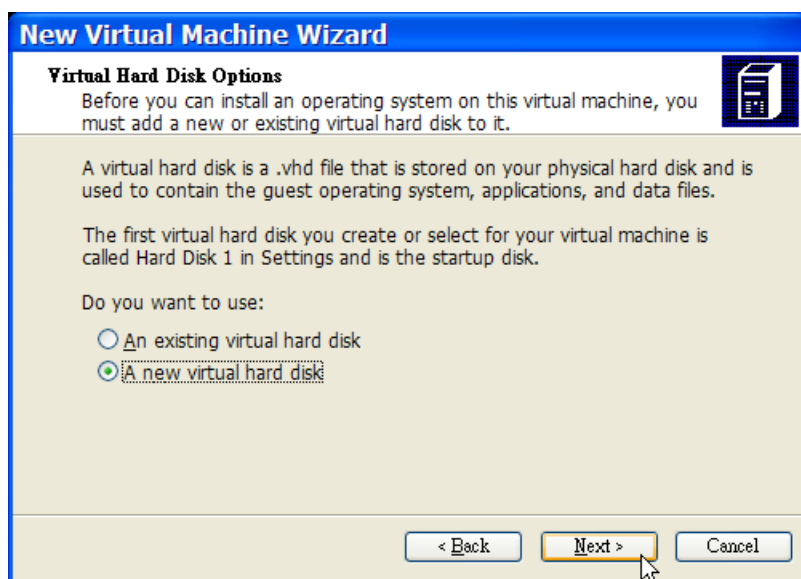 New Virtual Machine Wizard
Virtual Hard Disk Options
Before you can install an operating system on this virtual machine, you
must add a new or existing virtual hard disk to it.
A virtual hard disk is a .vhd file that is stored on your physical hard disk and is
used to contain the guest operating system, applications, and data files.
The first virtual hard disk you create or select for your virtual machine is
called Hard Disk 1 in Settings and is the startup disk.
Do you want to use:
An existing virtual hard disk
A new virtual hard disk
< Back Next > Cancel